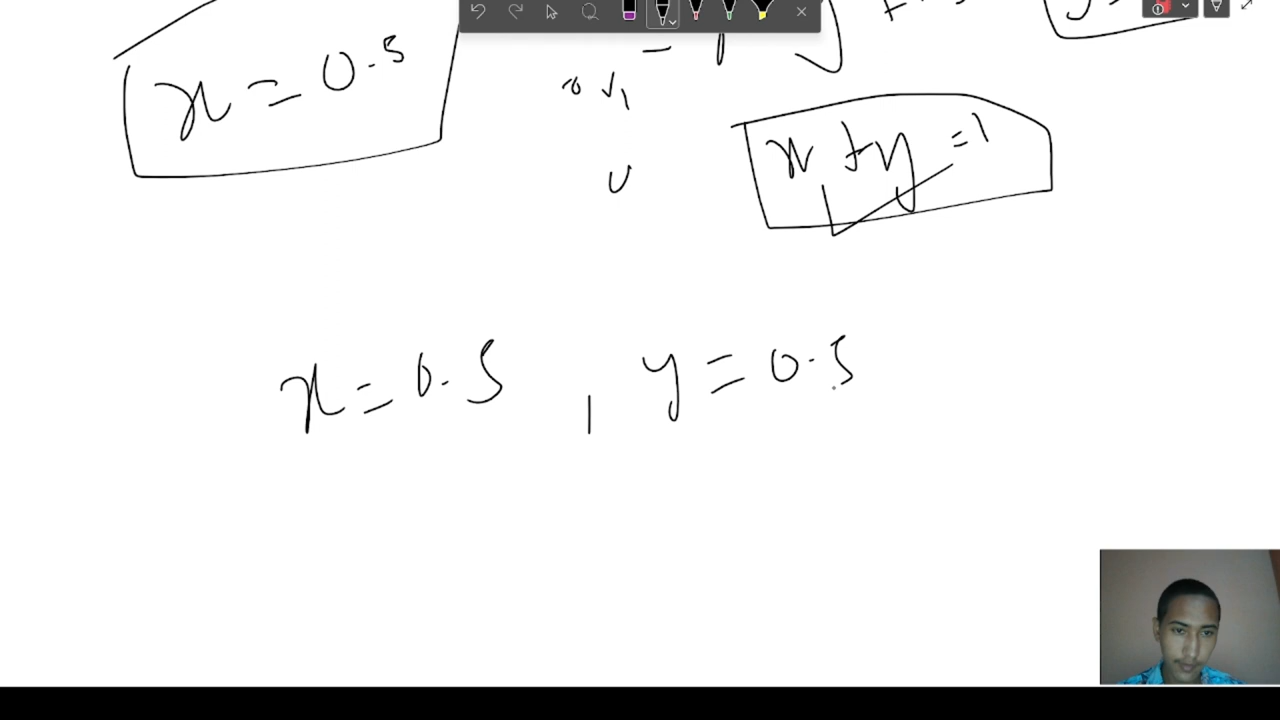 x = 0.5
x + y = 1
x = 0.5 , y = 0.5